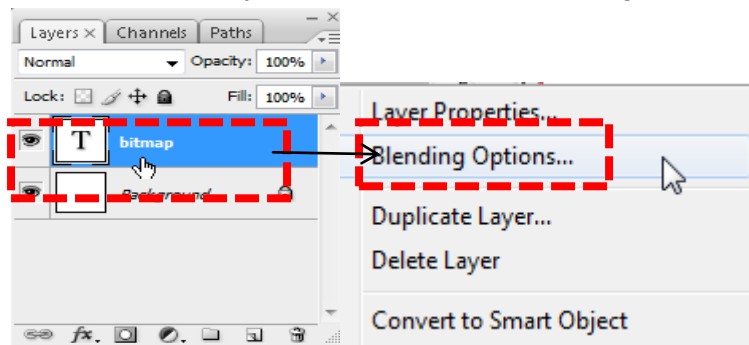 Layers × Channels Paths
Normal Opacity: 100%
Lock: Fill: 100%
T bitmap
Background
Layer Properties...
Blending Options...
Duplicate Layer...
Delete Layer
Convert to Smart Object
fx.